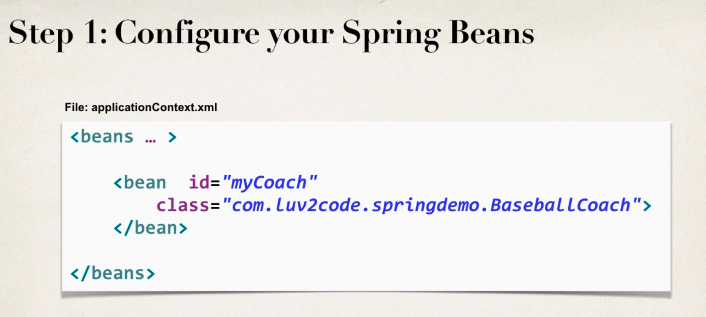 Step 1: Configure your Spring Beans
File: applicationContext.xml
<beans … >
<bean  id="myCoach"
class="com.luv2code.springdemo.BaseballCoach">
</bean>
</beans>